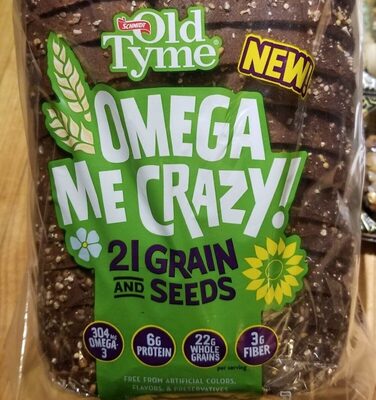 SCHMIDT
Old
Tyme
NEW!
OMEGA
ME CRAZY!
21 GRAIN
AND SEEDS
304mg
OMEGA-
3
6g
PROTEIN
22g
WHOLE
GRAINS
3g
FIBER
per serving
FREE FROM ARTIFICIAL COLORS,
FLAVORS, & PRESERVATIVES